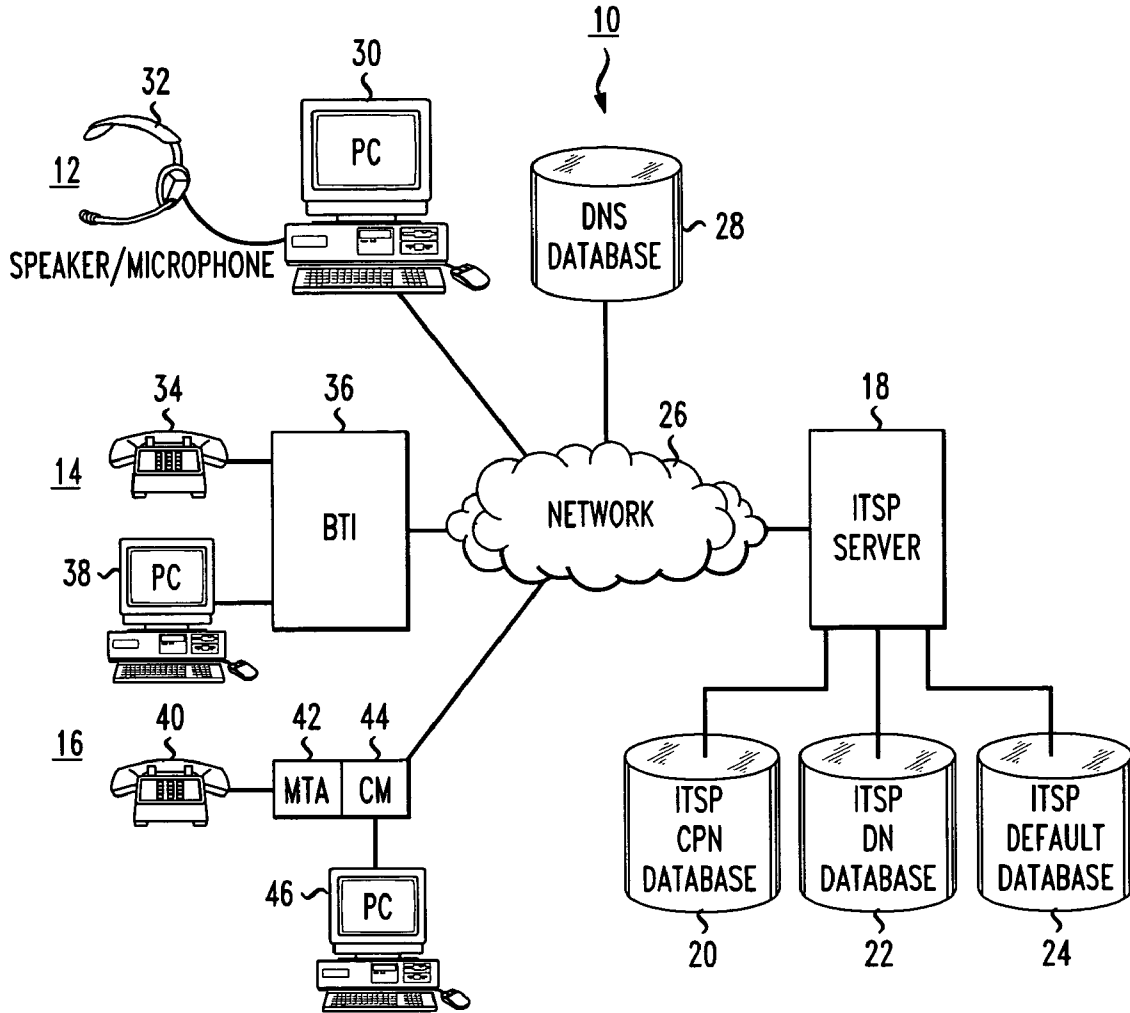 10
30
32
PC
12
SPEAKER/MICROPHONE
DNS
DATABASE
28
34
36
14
BTI
26
NETWORK
18
ITSP
SERVER
38
PC
40
42
44
16
MTA
CM
46
PC
ITSP
CPN
DATABASE
20
ITSP
DN
DATABASE
22
ITSP
DEFAULT
DATABASE
24